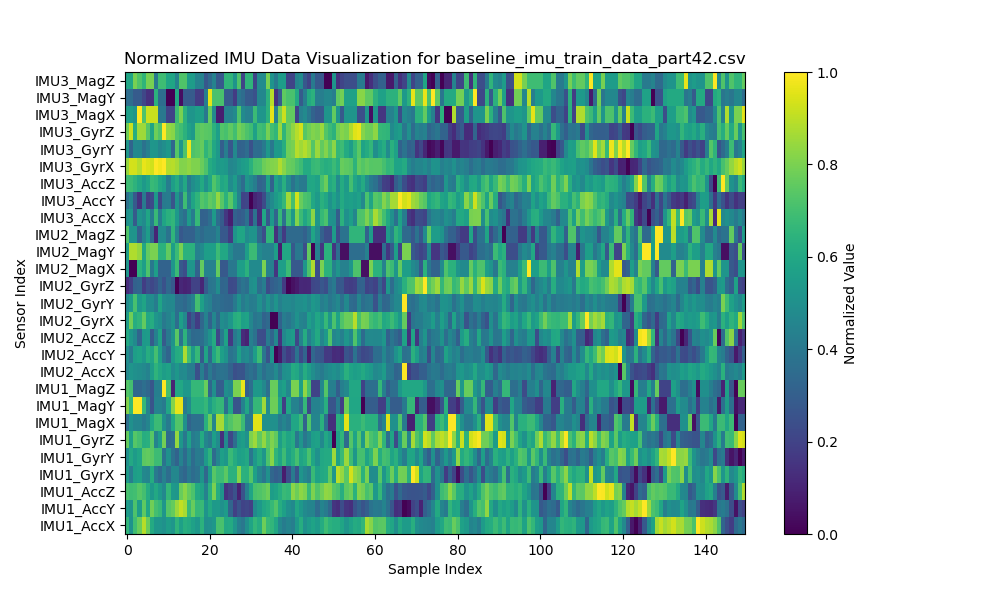 Normalized IMU Data Visualization for baseline_imu_train_data_part42.csv
IMU3_MagZ
IMU3_MagY
IMU3_MagX
IMU3_GyrZ
IMU3_GyrY
IMU3_GyrX
IMU3_AccZ
IMU3_AccY
IMU3_AccX
IMU2_MagZ
IMU2_MagY
IMU2_MagX
IMU2_GyrZ
IMU2_GyrY
IMU2_GyrX
IMU2_AccZ
IMU2_AccY
IMU2_AccX
IMU1_MagZ
IMU1_MagY
IMU1_MagX
IMU1_GyrZ
IMU1_GyrY
IMU1_GyrX
IMU1_AccZ
IMU1_AccY
IMU1_AccX
Sensor Index
0 20 40 60 80 100 120 140
Sample Index
1.0
0.8
0.6
0.4
0.2
0.0
Normalized Value